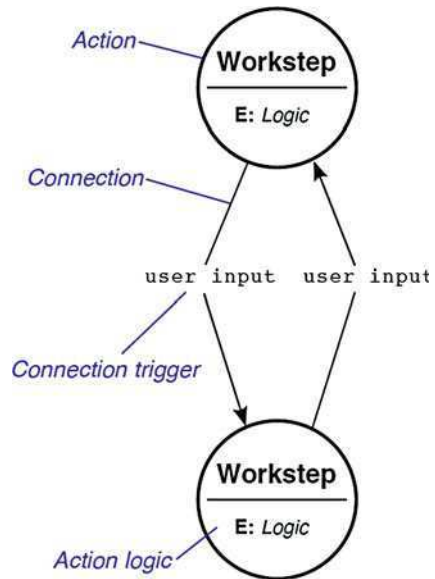 Action
Workstep
E: Logic
Connection
user input user input
Connection trigger
Workstep
E: Logic
Action logic